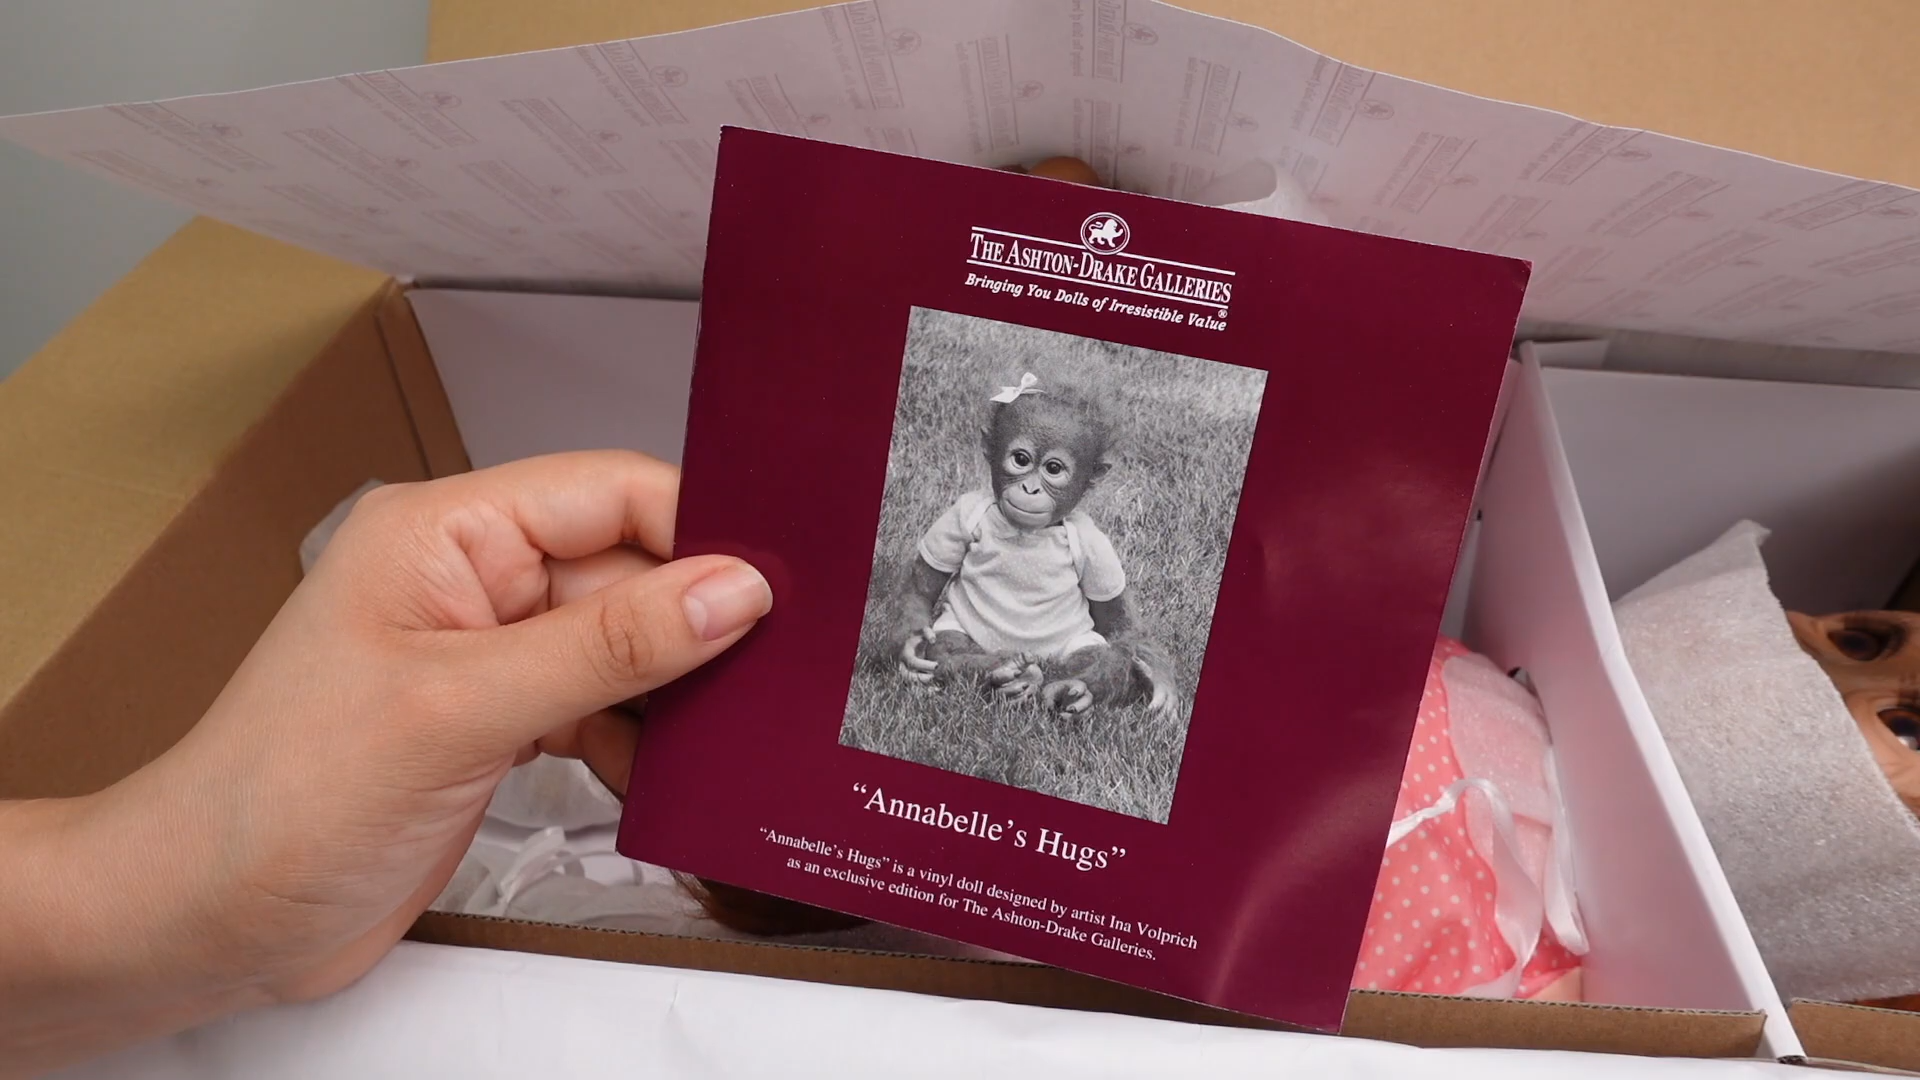 THE ASHTON-DRAKE GALLERIES
Bringing You Dolls of Irresistible Value®
“Annabelle’s Hugs”
“Annabelle’s Hugs” is a vinyl doll designed by artist Ina Volprich
as an exclusive edition for The Ashton-Drake Galleries.